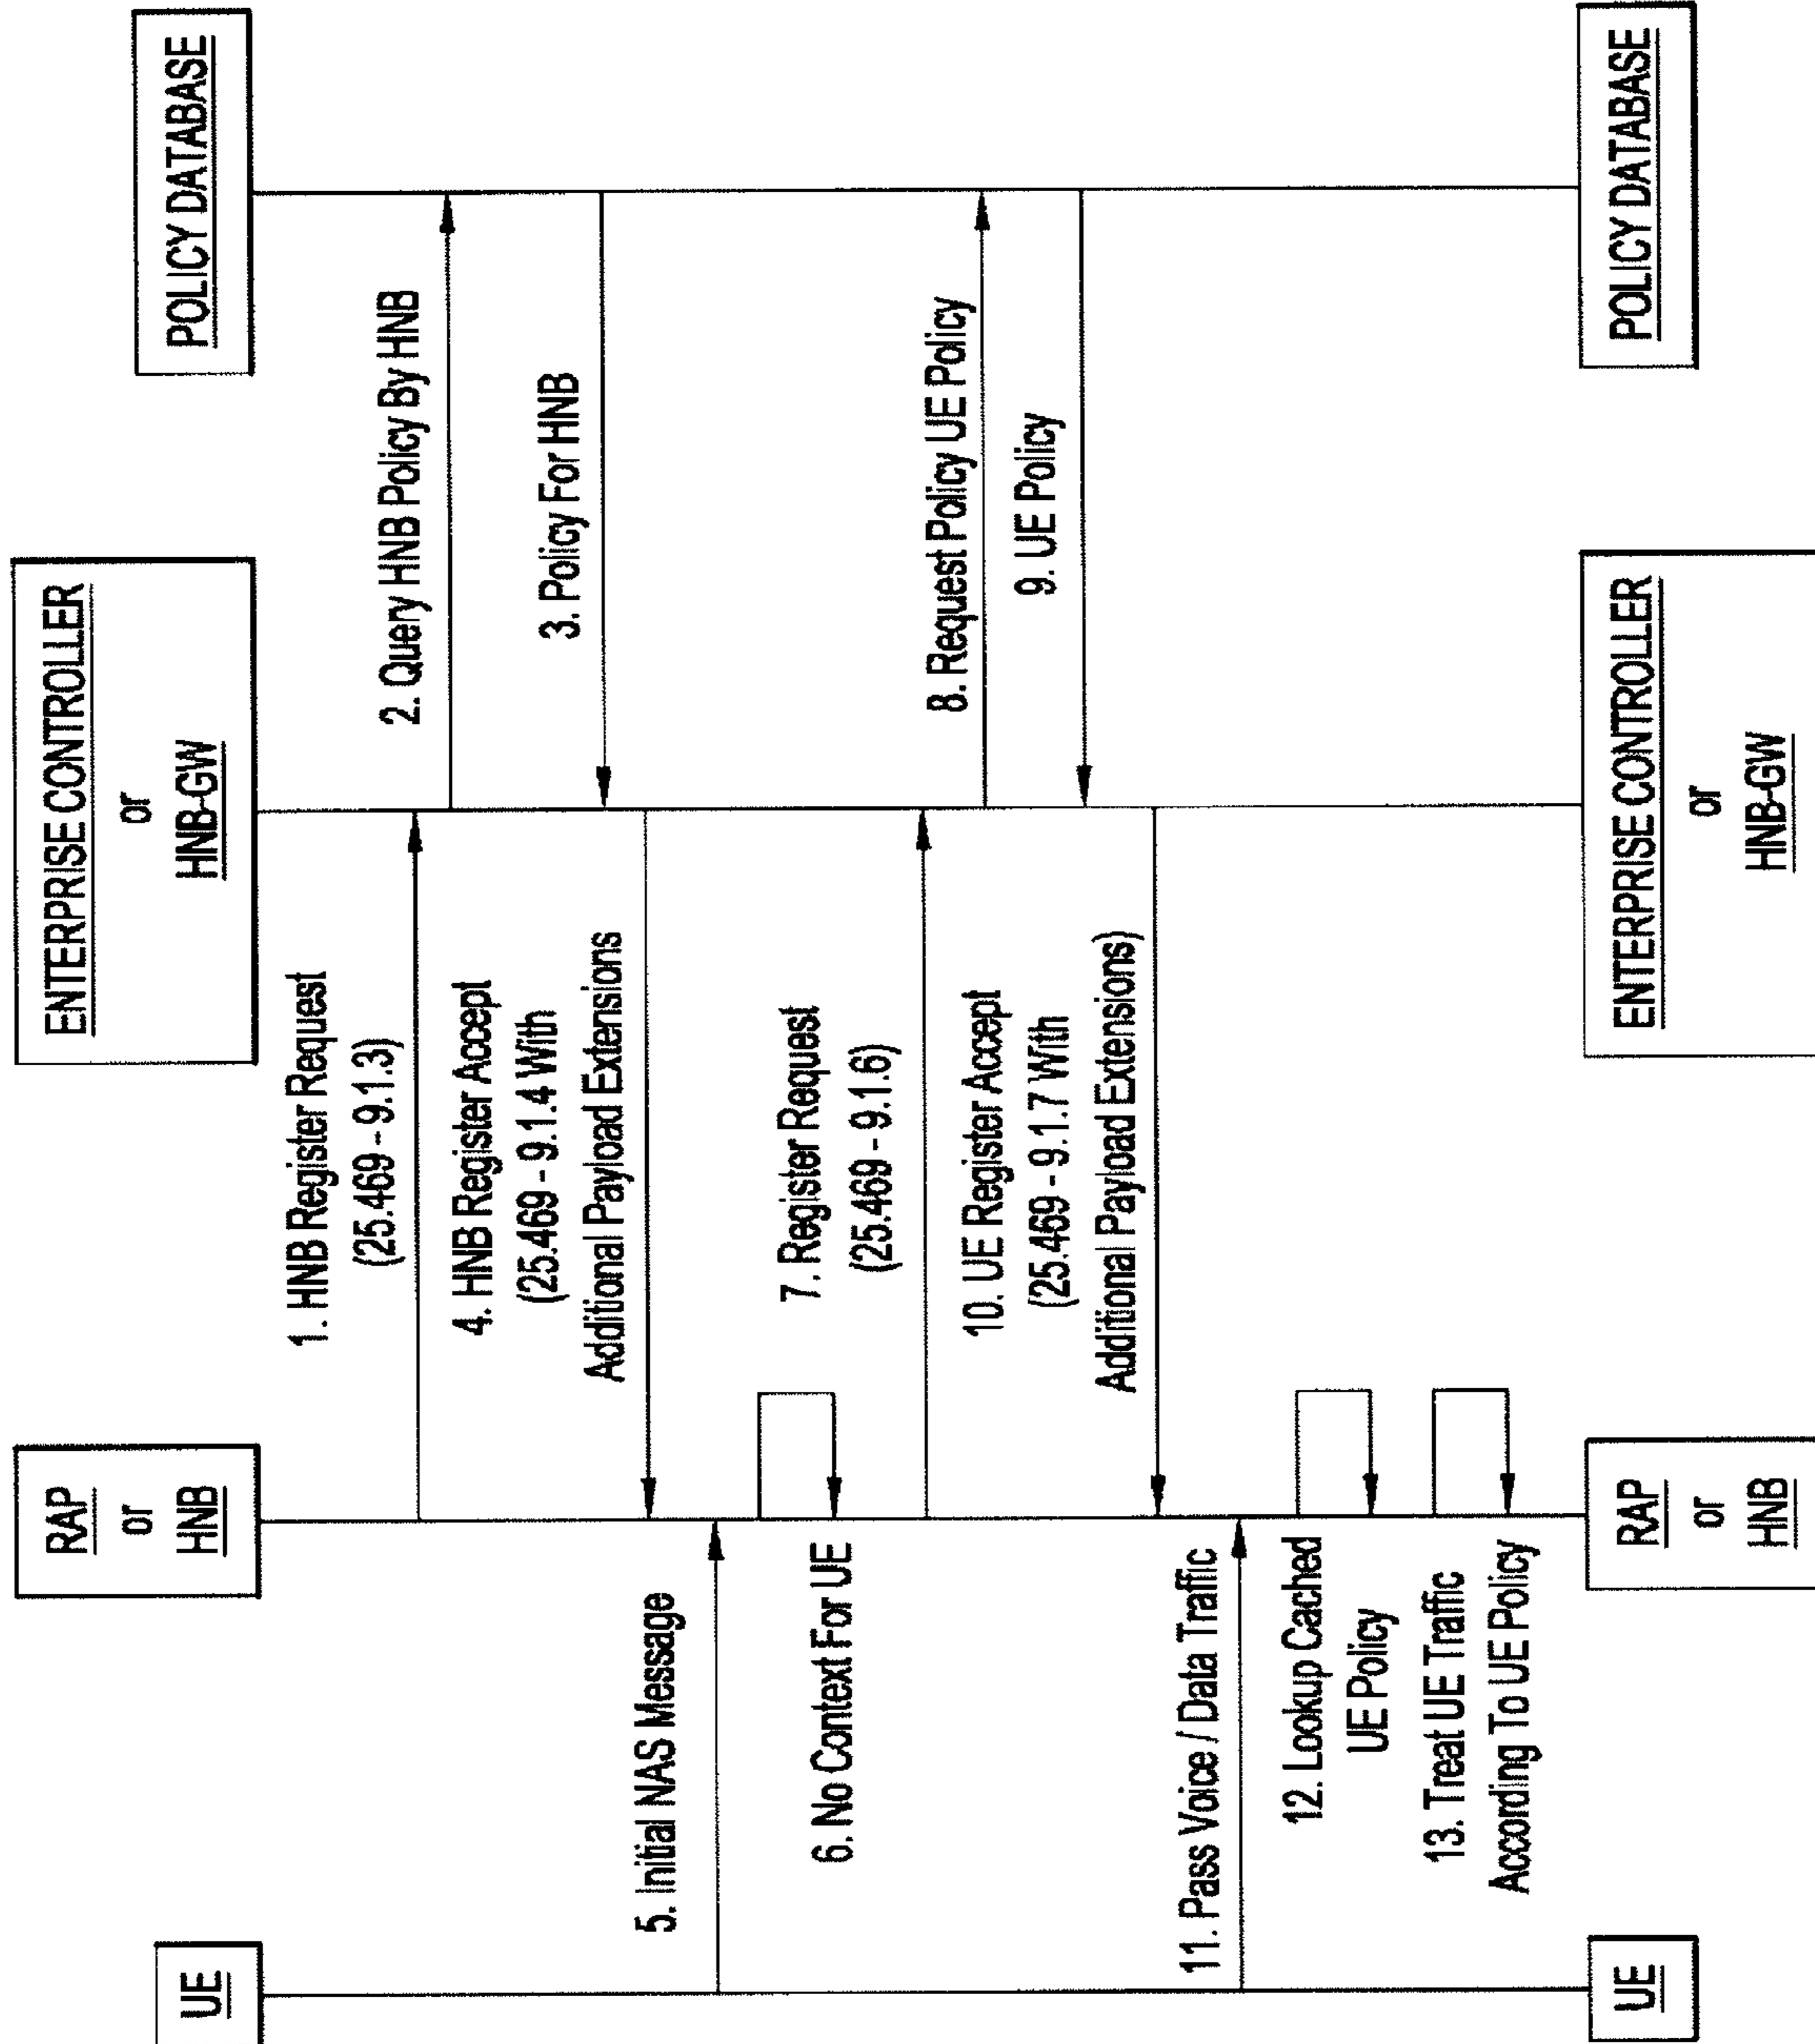 UE
RAP
or
HNB
ENTERPRISE CONTROLLER
or
HNB-GW
POLICY DATABASE
1. HNB Register Request
(25.469 - 9.1.3)
2. Query HNB Policy By HNB
3. Policy For HNB
4. HNB Register Accept
(25.469 - 9.1.4 With
Additional Payload Extensions
5. Initial NAS Message
6. No Context For UE
7. Register Request
(25.469 - 9.1.6)
8. Request Policy UE Policy
9. UE Policy
10. UE Register Accept
(25.469 - 9.1.7 With
Additional Payload Extensions)
11. Pass Voice / Data Traffic
12. Lookup Cached
UE Policy
13. Treat UE Traffic
According To UE Policy
UE
RAP
or
HNB
ENTERPRISE CONTROLLER
or
HNB-GW
POLICY DATABASE